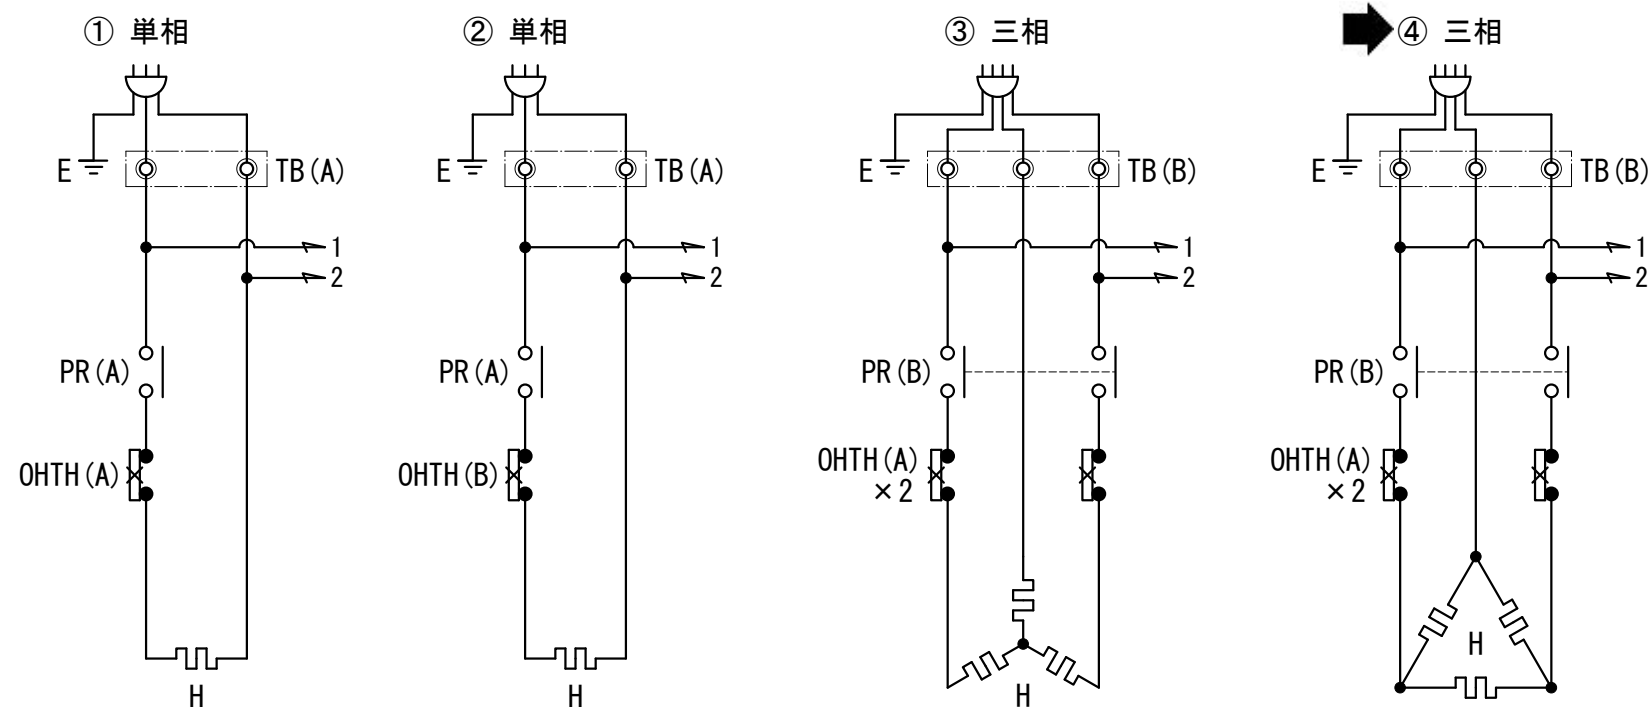 ① 単相
E
TB(A)
1
2
PR(A)
OHTH(A)
H
② 単相
E
TB(A)
1
2
PR(A)
OHTH(B)
H
③ 三相
E
TB(B)
1
2
PR(B)
OHTH(A)
×2
H
④ 三相
E
TB(B)
1
2
PR(B)
OHTH(A)
×2
H